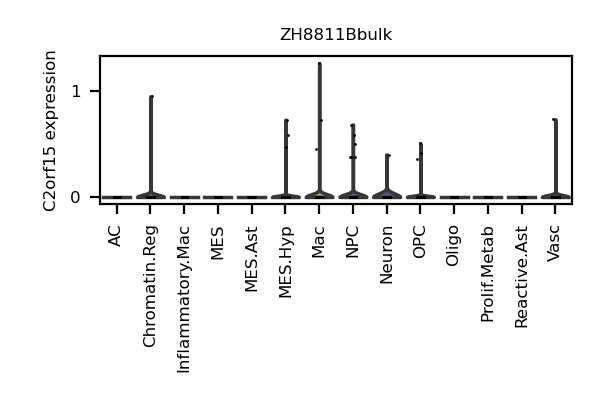 ZH8811Bbulk
C2orf15 expression
1
0
AC
Chromatin.Reg
Inflammatory.Mac
MES
MES.Ast
MES.Hyp
Mac
NPC
Neuron
OPC
Oligo
Prolif.Metab
Reactive.Ast
Vasc